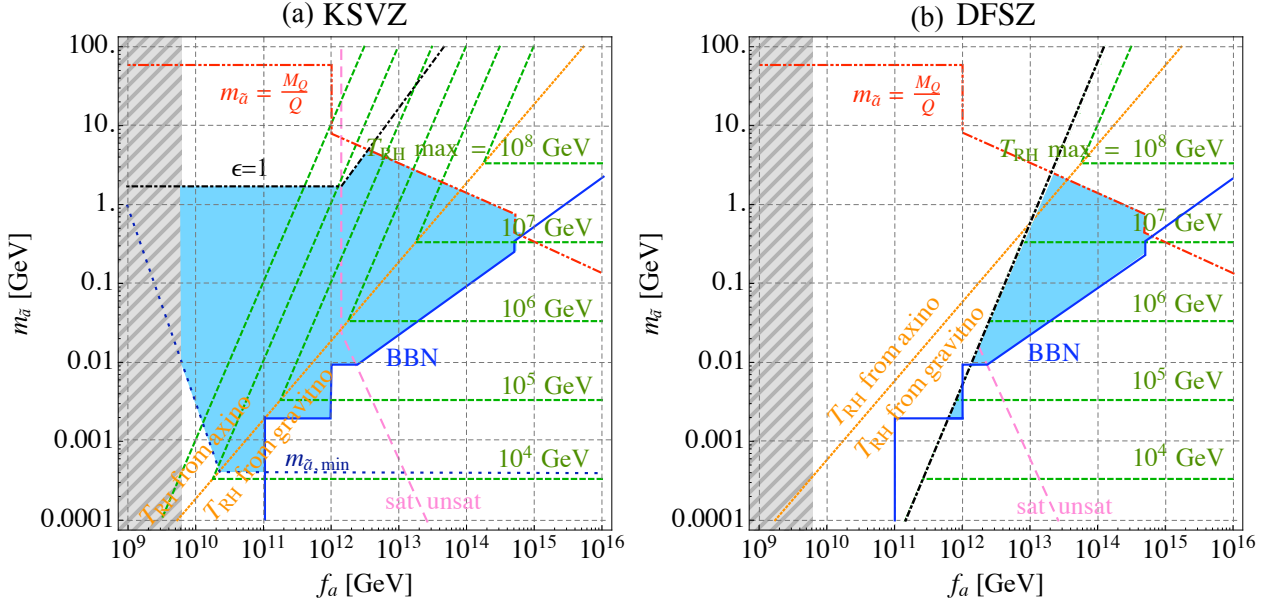 (a) KSVZ
(b) DFSZ
100.
10.
1.
0.1
0.01
0.001
0.0001
m_ã [GeV]
m_ã = M_Q/Q
ϵ=1
T_RH max = 10^8 GeV
10^7 GeV
10^6 GeV
BBN
10^5 GeV
10^4 GeV
T_RH from axino
T_RH from gravitno
m_ã,min
sat unsat
10^9 10^10 10^11 10^12 10^13 10^14 10^15 10^16
f_a [GeV]
100.
10.
1.
0.1
0.01
0.001
0.0001
m_ã [GeV]
m_ã = M_Q/Q
T_RH max = 10^8 GeV
10^7 GeV
10^6 GeV
BBN
10^5 GeV
10^4 GeV
T_RH from axino
T_RH from gravitno
sat unsat
10^9 10^10 10^11 10^12 10^13 10^14 10^15 10^16
f_a [GeV]